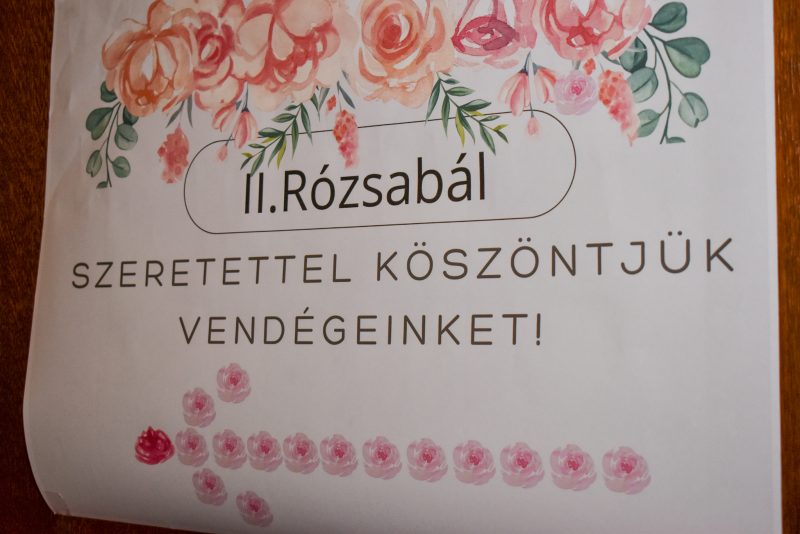 II.Rózsabál
SZERETETTEL KÖSZÖNTJÜK
VENDÉGEINKET!